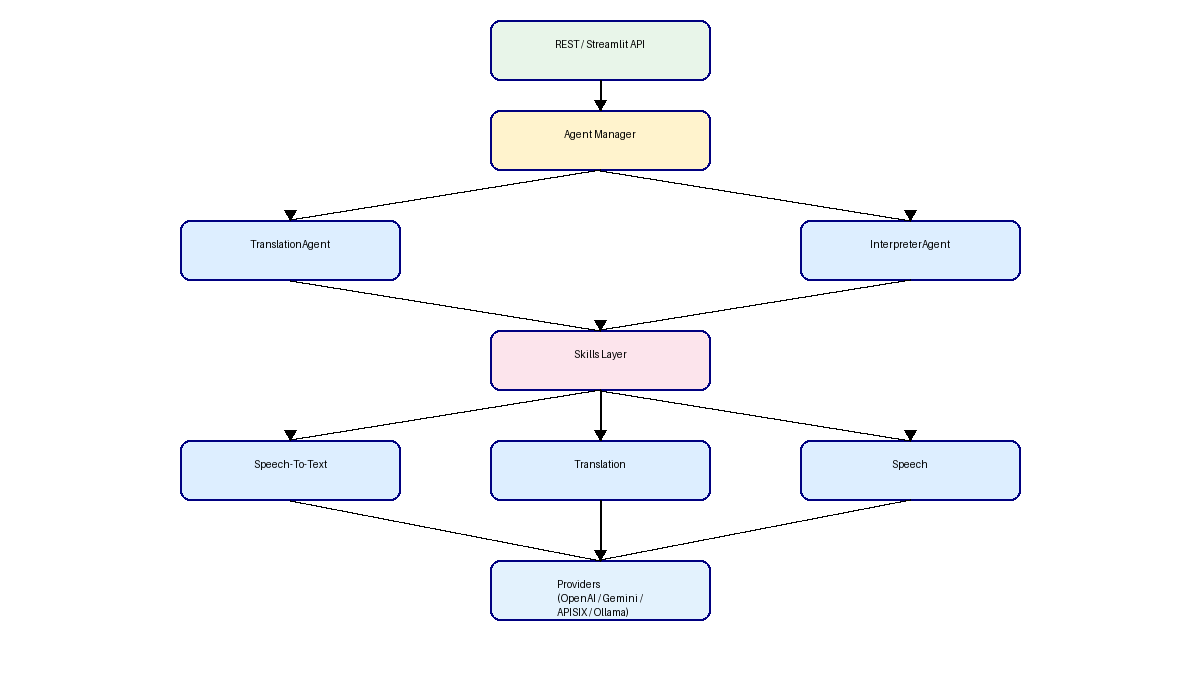 REST / Streamlit API
Agent Manager
TranslationAgent
InterpreterAgent
Skills Layer
Speech-To-Text
Translation
Speech
Providers
(OpenAI / Gemini /
APISIX / Ollama)